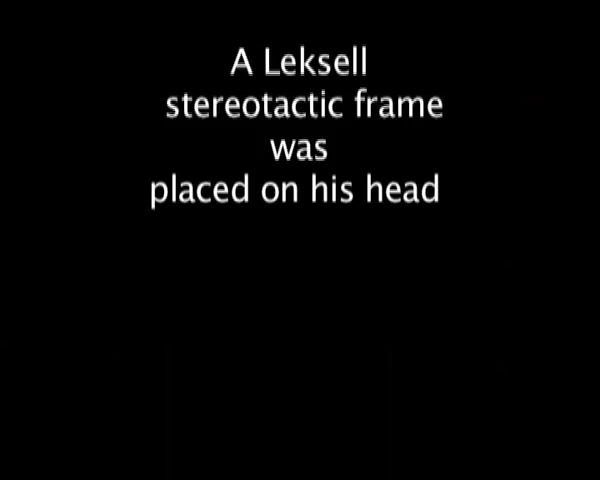 A Leksell
stereotactic frame
was
placed on his head